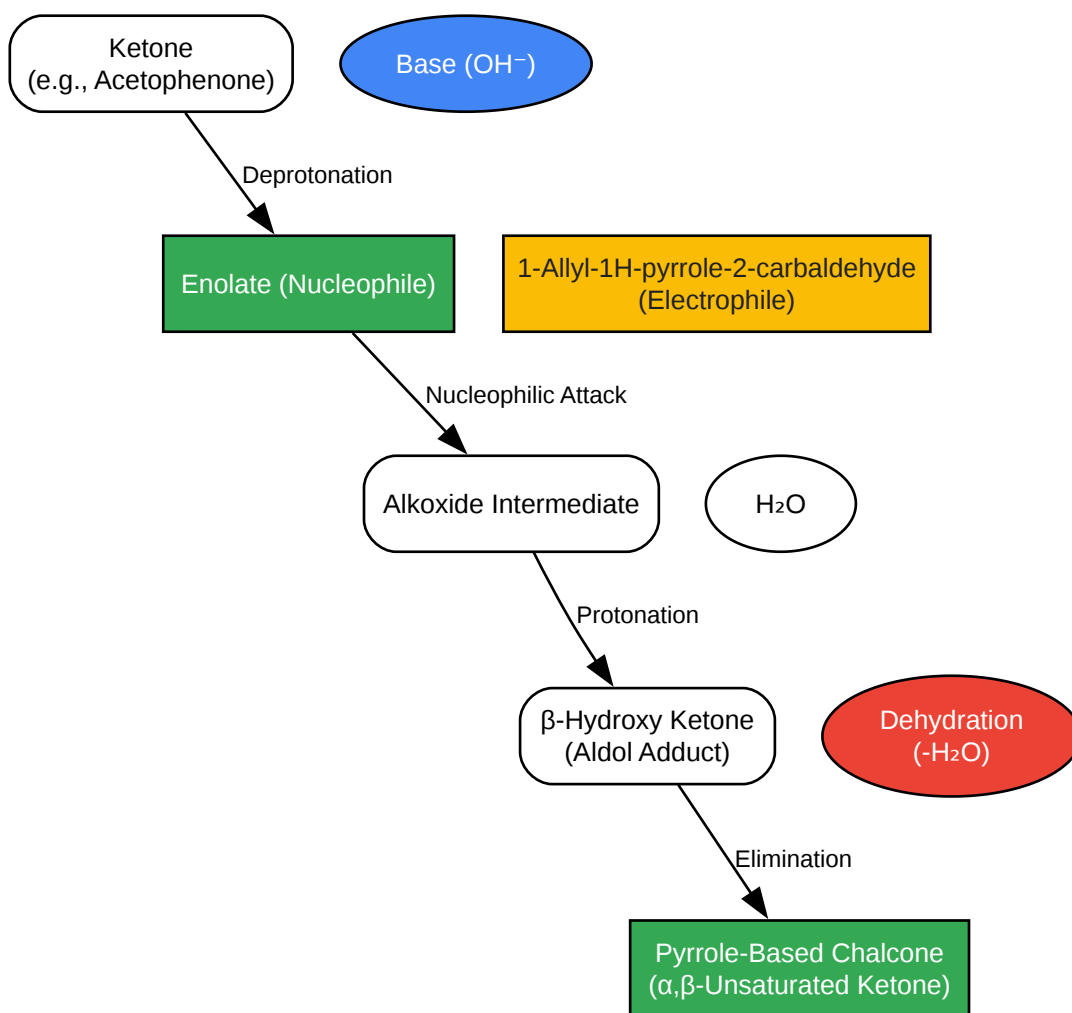 Ketone
(e.g., Acetophenone)
Base (OH⁻)
Deprotonation
Enolate (Nucleophile)
1-Allyl-1H-pyrrole-2-carbaldehyde
(Electrophile)
Nucleophilic Attack
Alkoxide Intermediate
H₂O
Protonation
β-Hydroxy Ketone
(Aldol Adduct)
Dehydration
(-H₂O)
Elimination
Pyrrole-Based Chalcone
(α,β-Unsaturated Ketone)